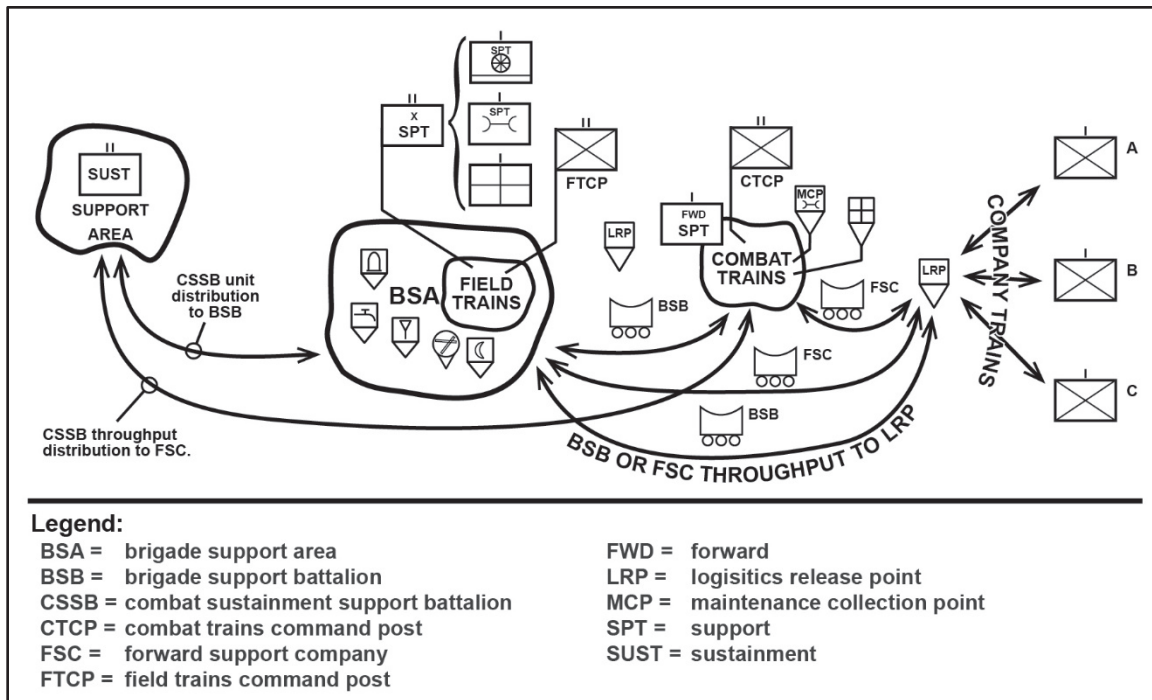 I
SPT
II
X
SPT
I
SPT
I
II
FTCP
II
CTCP
I
FWD
SPT
MCP
II
SUST
SUPPORT
AREA
LRP
COMBAT
TRAINS
BSA
FIELD
TRAINS
CSSB unit
distribution
to BSB
BSB
FSC
FSC
BSB
LRP
COMPANY TRAINS
I
A
I
B
I
C
CSSB throughput
distribution to FSC.
BSB OR FSC THROUGHPUT TO LRP
Legend:
BSA = brigade support area
BSB = brigade support battalion
CSSB = combat sustainment support battalion
CTCP = combat trains command post
FSC = forward support company
FTCP = field trains command post
FWD = forward
LRP = logisitics release point
MCP = maintenance collection point
SPT = support
SUST = sustainment